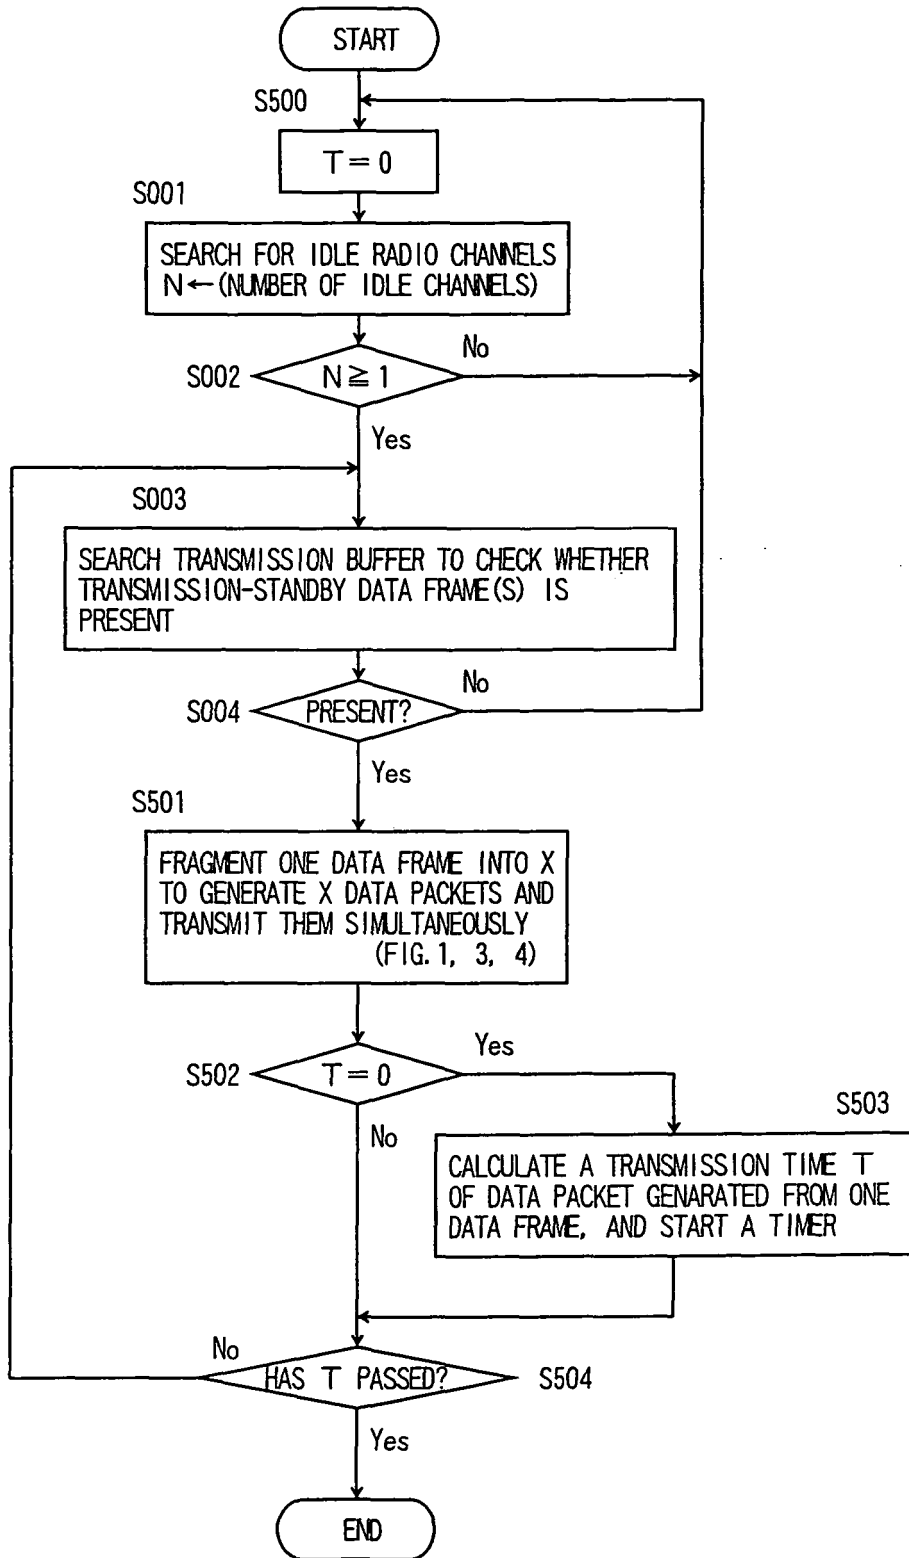 START
S500
T = 0
S001
SEARCH FOR IDLE RADIO CHANNELS
N←(NUMBER OF IDLE CHANNELS)
No
S002
N ≧ 1
Yes
S003
SEARCH TRANSMISSION BUFFER TO CHECK WHETHER
TRANSMISSION-STANDBY DATA FRAME(S) IS
PRESENT
No
S004
PRESENT?
Yes
S501
FRAGMENT ONE DATA FRAME INTO X
TO GENERATE X DATA PACKETS AND
TRANSMIT THEM SIMULTANEOUSLY
(FIG. 1, 3, 4)
Yes
S502
T = 0
S503
No
CALCULATE A TRANSMISSION TIME T
OF DATA PACKET GENARATED FROM ONE
DATA FRAME, AND START A TIMER
No
HAS T PASSED?
S504
Yes
END